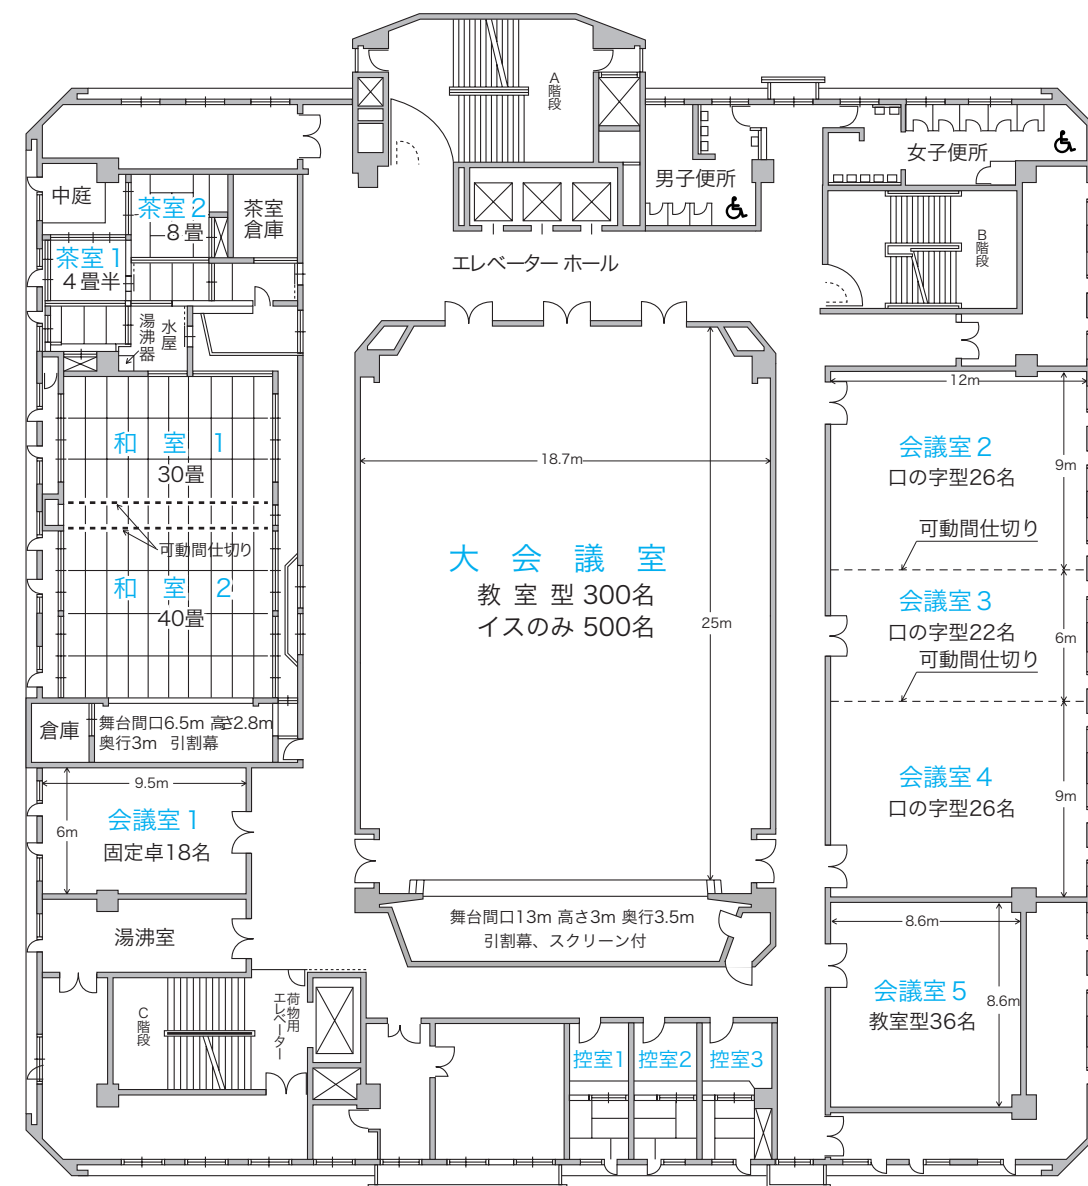 A階段
男子便所
女子便所
B階段
中庭
茶室2
8畳
茶室
倉庫
茶室1
4畳半
湯沸器
水屋
エレベーター ホール
和室1
30畳
可動間仕切り
和室2
40畳
倉庫
舞台間口6.5m 高さ2.8m
奥行3m 引割幕
18.7m
大会議室
教室型 300名
イスのみ 500名
25m
舞台間口13m 高さ3m 奥行3.5m
引割幕、スクリーン付
12m
会議室2
口の字型26名
9m
可動間仕切り
会議室3
口の字型22名
6m
可動間仕切り
会議室4
口の字型26名
9m
9.5m
6m
会議室1
固定卓18名
湯沸室
C階段
荷物用
エレベーター
控室1
控室2
控室3
8.6m
会議室5
教室型36名
8.6m